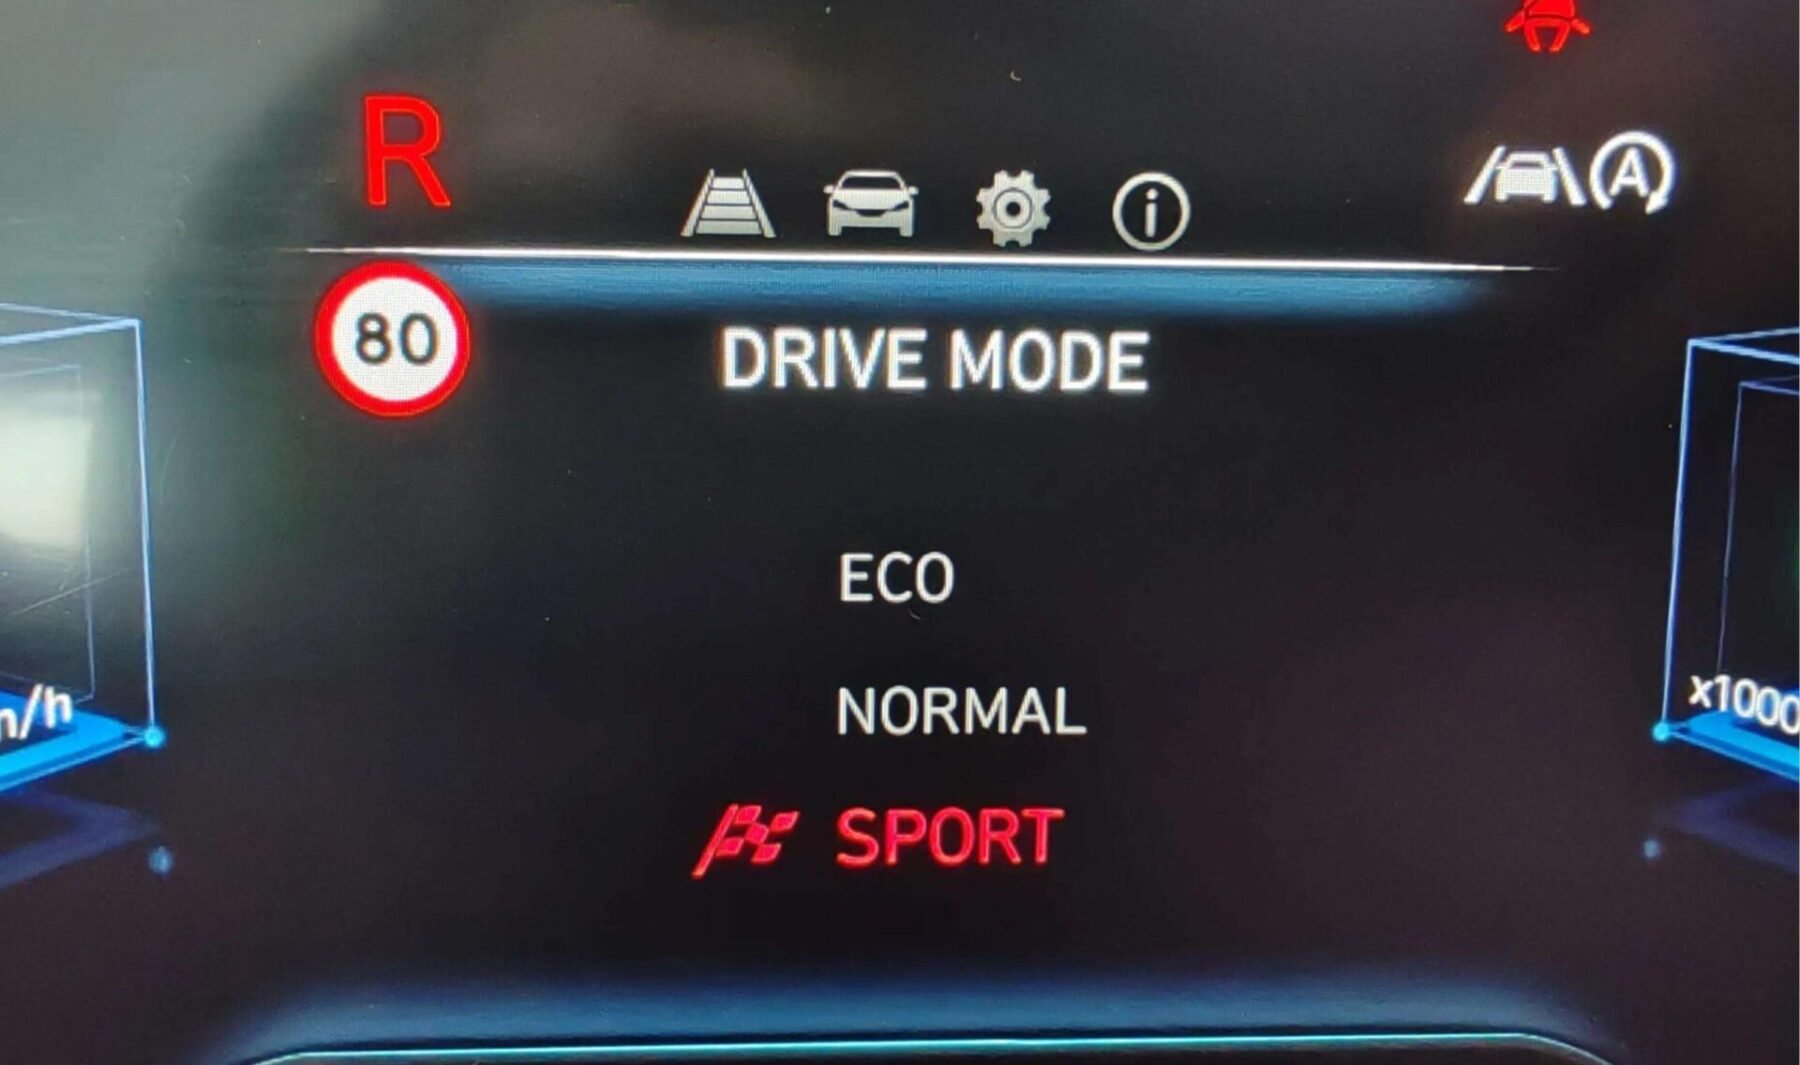 R
A
i
80
DRIVE MODE
ECO
NORMAL
/h
x1000
SPORT